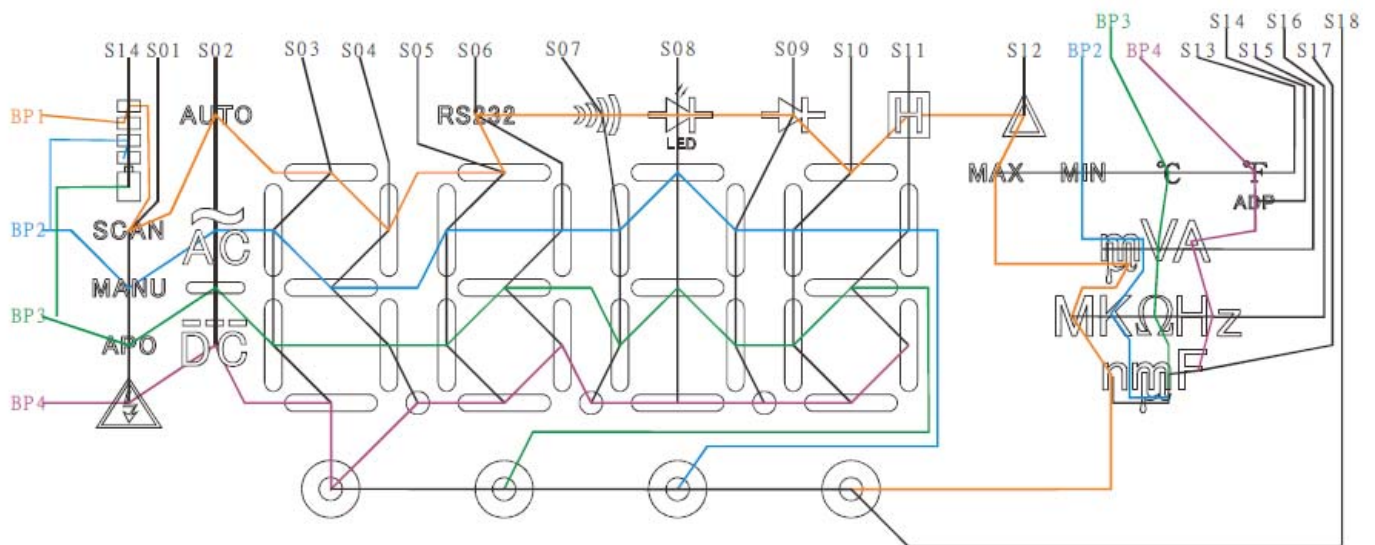 BP3 S14 S16 S18
S14 S01 S02 S03 S04 S05 S06 S07 S08 S09 S10 S11 S12 BP2 BP4 S13 S15 S17
BP1 AUTO RS232 H
LED
MAX MIN °C °F
ADP
BP2 SCAN AC mVA
MANU
BP3 MKΩHz
APO DC
nmF
BP4